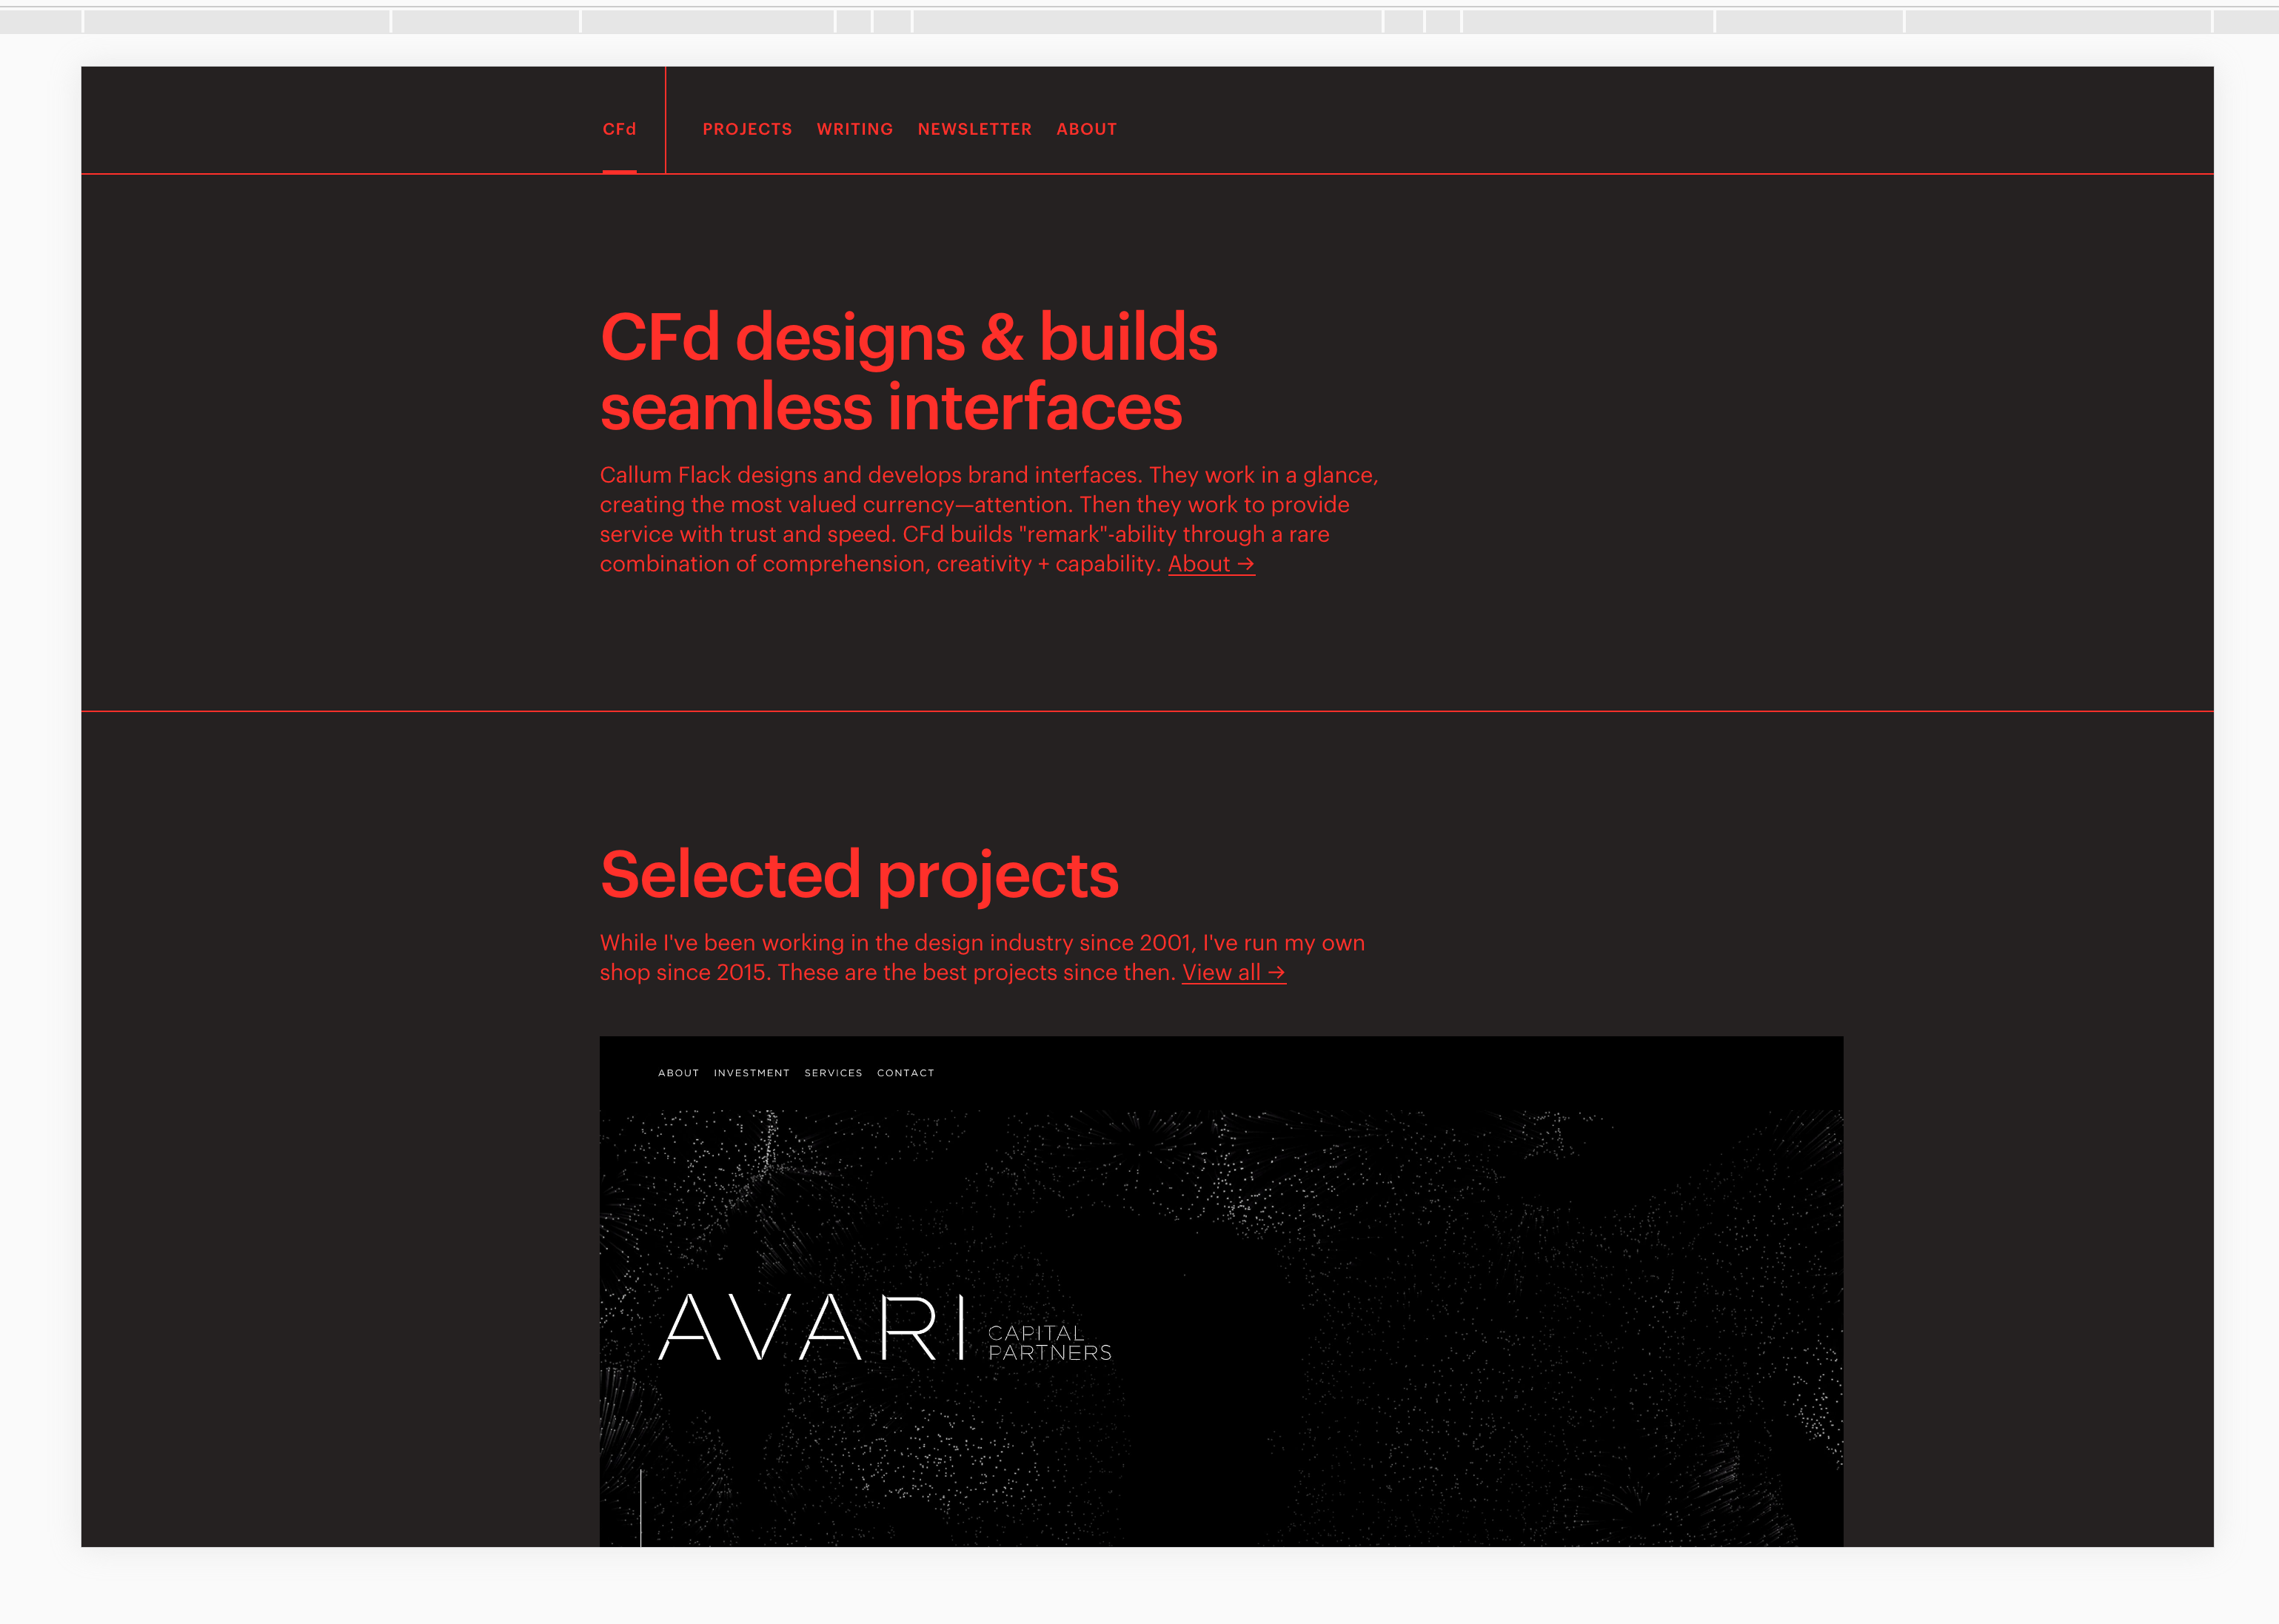 CFd PROJECTS WRITING NEWSLETTER ABOUT
CFd designs & builds
seamless interfaces
Callum Flack designs and develops brand interfaces. They work in a glance,
creating the most valued currency—attention. Then they work to provide
service with trust and speed. CFd builds "remark"-ability through a rare
combination of comprehension, creativity + capability. About →
Selected projects
While I've been working in the design industry since 2001, I've run my own
shop since 2015. These are the best projects since then. View all →
ABOUT INVESTMENT SERVICES CONTACT
AVARI CAPITAL
PARTNERS